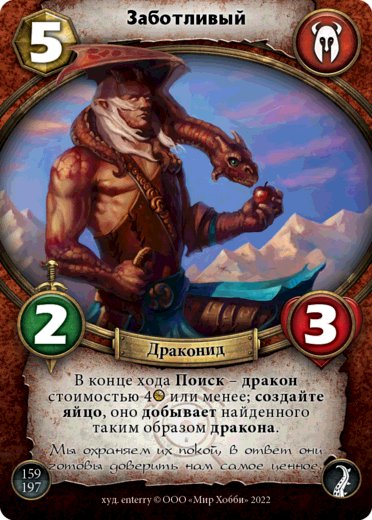 Заботливый
5
2
3
Драконид
В конце хода Поиск – дракон
стоимостью 4 или менее; создайте
яйцо, оно добывает найденного
таким образом дракона.
Мы охраняем их покой, в ответ они
готовы доверить нам самое ценное.
159
197
худ. enterry © ООО «Мир Хобби» 2022